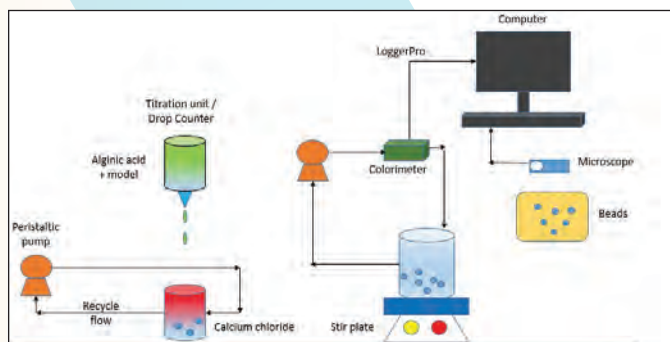 Computer
LoggerPro
Titration unit /
Drop Counter
Alginic acid
+ model
Colorimeter
Microscope
Beads
Peristaltic
pump
Recycle
flow
Calcium chloride
Stir plate